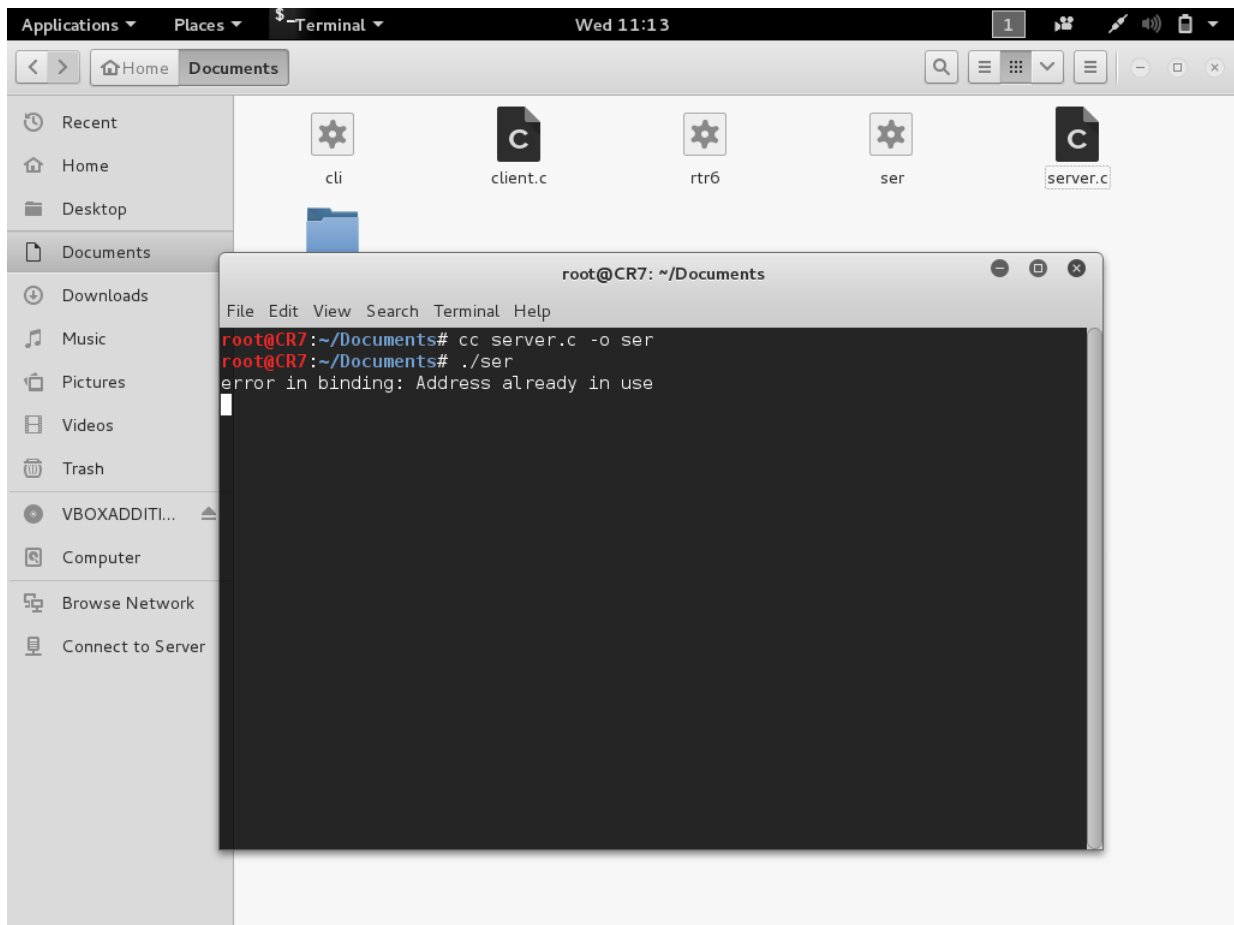 Applications Places $_Terminal Wed 11:13 1
Home Documents
Recent
Home
Desktop
Documents
Downloads
Music
Pictures
Videos
Trash
VBOXADDITI...
Computer
Browse Network
Connect to Server
cli client.c rtr6 ser server.c
root@CR7: ~/Documents
File Edit View Search Terminal Help
root@CR7:~/Documents# cc server.c -o ser
root@CR7:~/Documents# ./ser
error in binding: Address already in use